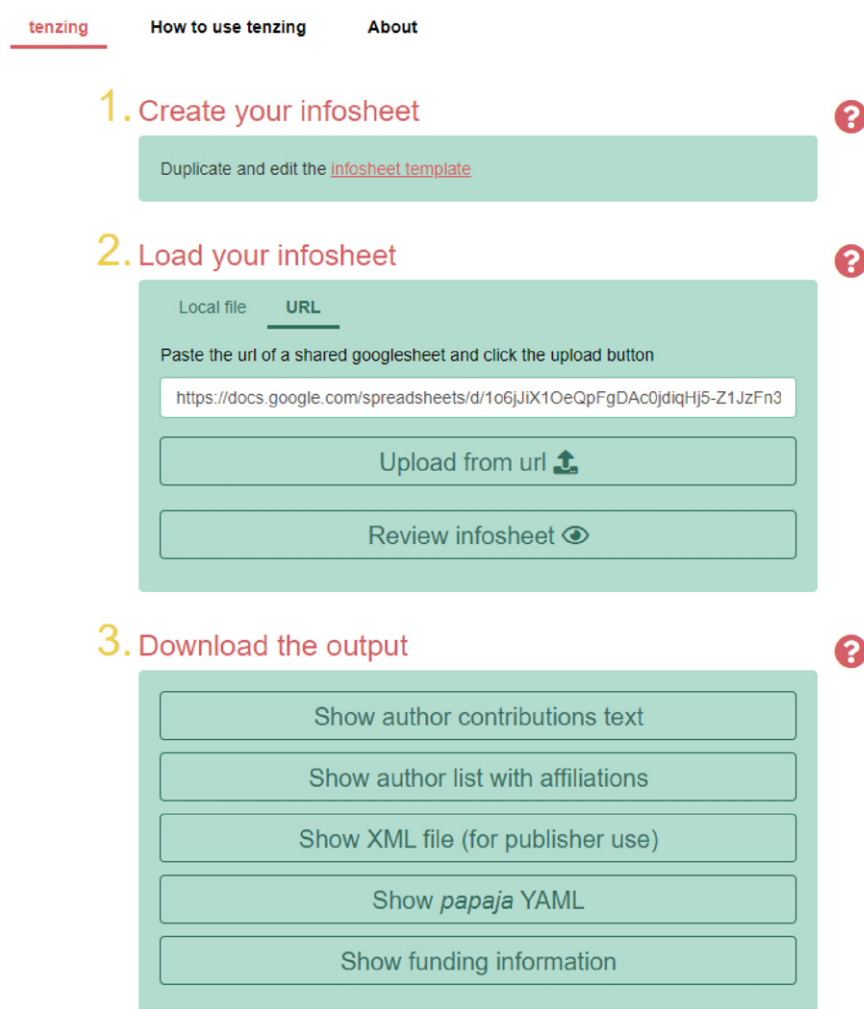 tenzing How to use tenzing About
1. Create your infosheet
Duplicate and edit the infosheet template
2. Load your infosheet
Local file URL
Paste the url of a shared googlesheet and click the upload button
https://docs.google.com/spreadsheets/d/1o6jJiX1OeQpFgDAc0jdiqHj5-Z1JzFn3
Upload from url
Review infosheet
3. Download the output
Show author contributions text
Show author list with affiliations
Show XML file (for publisher use)
Show papaja YAML
Show funding information